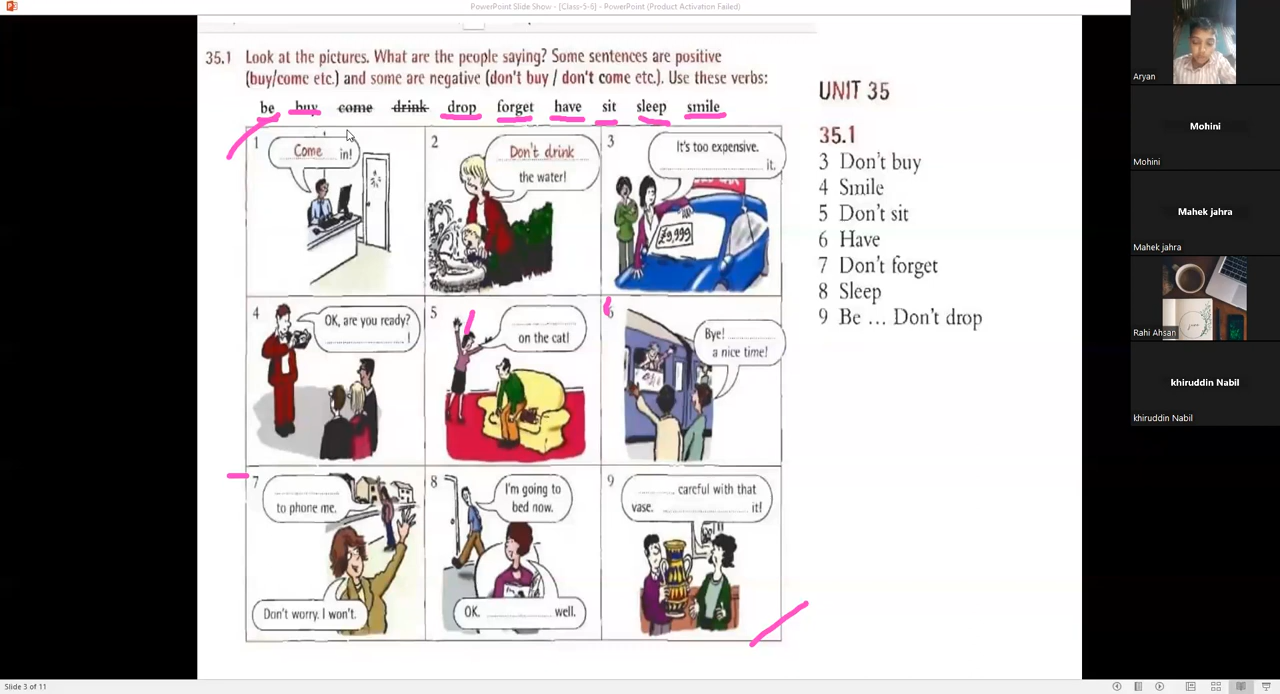 PowerPoint Slide Show - [Class-5-6] - PowerPoint (Product Activation Failed)
35.1 Look at the pictures. What are the people saying? Some sentences are positive
(buy/come etc.) and some are negative (don't buy / don't come etc.). Use these verbs:
be buy come drink drop forget have sit sleep smile
1
Come in!
2
Don't drink
the water!
3
It's too expensive.
it.
£9,999
4
OK, are you ready?
!
5
on the cat!
6
Bye!
a nice time!
7
to phone me.
Don't worry. I won't.
8
I'm going to
bed now.
OK. well.
9
careful with that
vase. it!
UNIT 35
35.1
3 Don't buy
4 Smile
5 Don't sit
6 Have
7 Don't forget
8 Sleep
9 Be ... Don't drop
Aryan
Mohini
Mohini
Mahek jahra
Mahek jahra
Rahi Ahsan
khiruddin Nabil
khiruddin Nabil
Slide 3 of 11